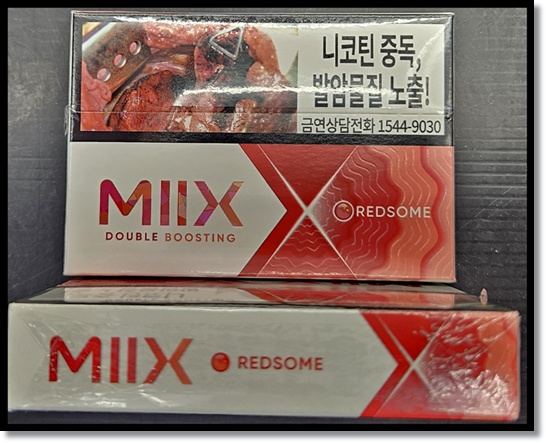 니코틴 중독,
발암물질 노출!
금연상담전화 1544-9030
MIIX
REDSOME
DOUBLE BOOSTING
MIIX REDSOME